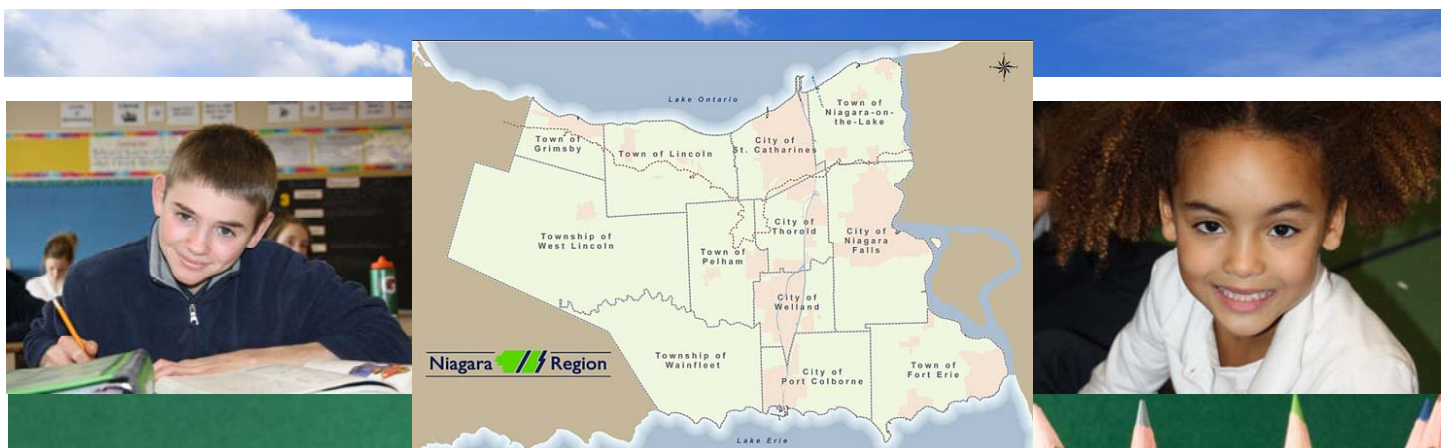 Lake Ontario
Town of
Niagara-on-
the-Lake
Town of
Grimsby
Town of Lincoln
City of
St. Catharines
Township of
West Lincoln
Town of
Pelham
City of
Thorold
City of
Niagara
Falls
City of
Welland
Niagara Region
Township of
Wainfleet
City of
Port Colborne
Town of
Fort Erie
Lake Erie